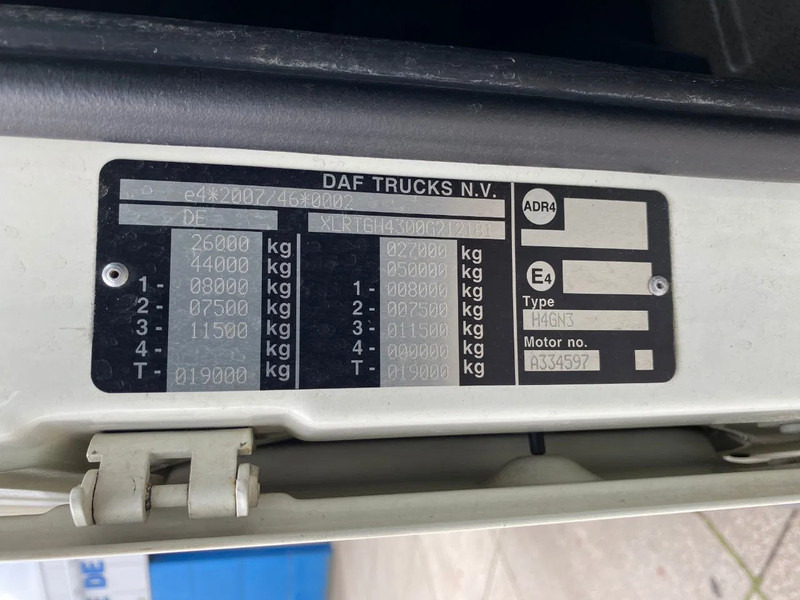 DAF TRUCKS N.V.
e4*2007/46*0002
DE
26000 kg
44000 kg
1- 08000 kg
2- 07500 kg
3- 11500 kg
4- kg
T- 019000 kg
027000 kg
050000 kg
1- 008000 kg
2- 007500 kg
3- 011500 kg
4- 000000 kg
T- 019000 kg
ADR4
E4
Type
H4GN3
Motor no.
A334597
E DE